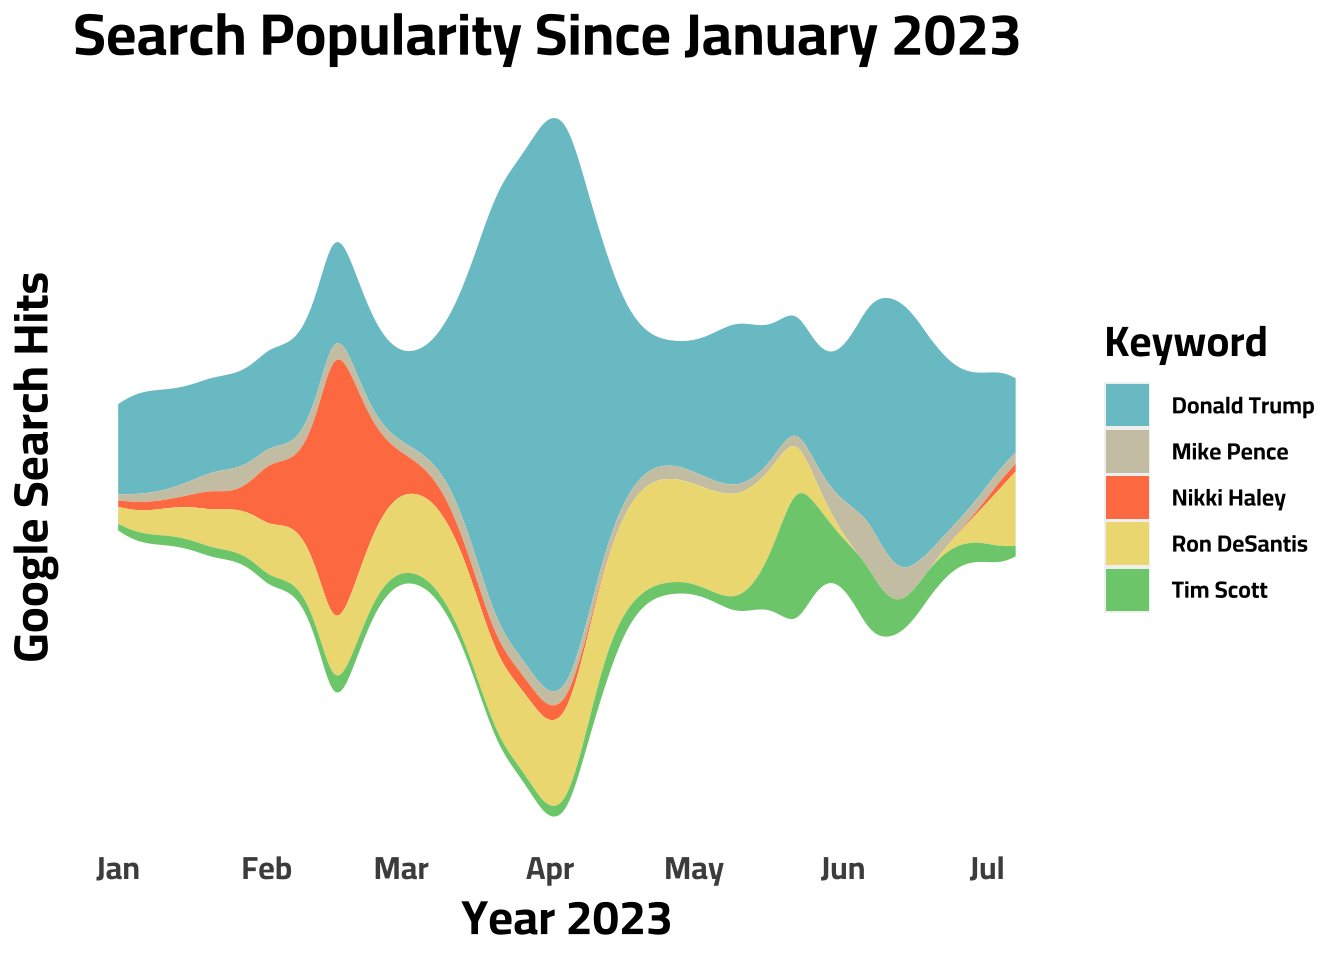 Search Popularity Since January 2023
Google Search Hits
Keyword
Donald Trump
Mike Pence
Nikki Haley
Ron DeSantis
Tim Scott
Jan Feb Mar Apr May Jun Jul
Year 2023